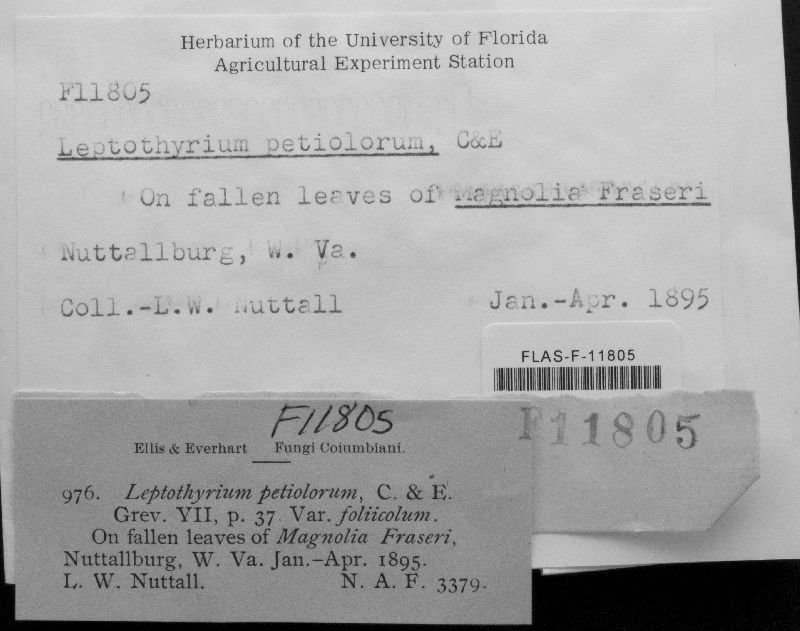 Herbarium of the University of Florida
Agricultural Experiment Station
F11805
Leptothyrium petiolorum, C&E
On fallen leaves of Magnolia Fraseri
Nuttallburg, W. Va.
Coll.-L.W. Nuttall Jan.-Apr. 1895
FLAS-F-11805
F11805
F11805
Ellis & Everhart Fungi Coiumbiani.
976. Leptothyrium petiolorum, C. & E.
Grev. YII, p. 37. Var. foliicolum.
On fallen leaves of Magnolia Fraseri,
Nuttallburg, W. Va. Jan.-Apr. 1895.
L. W. Nuttall. N. A. F. 3379.